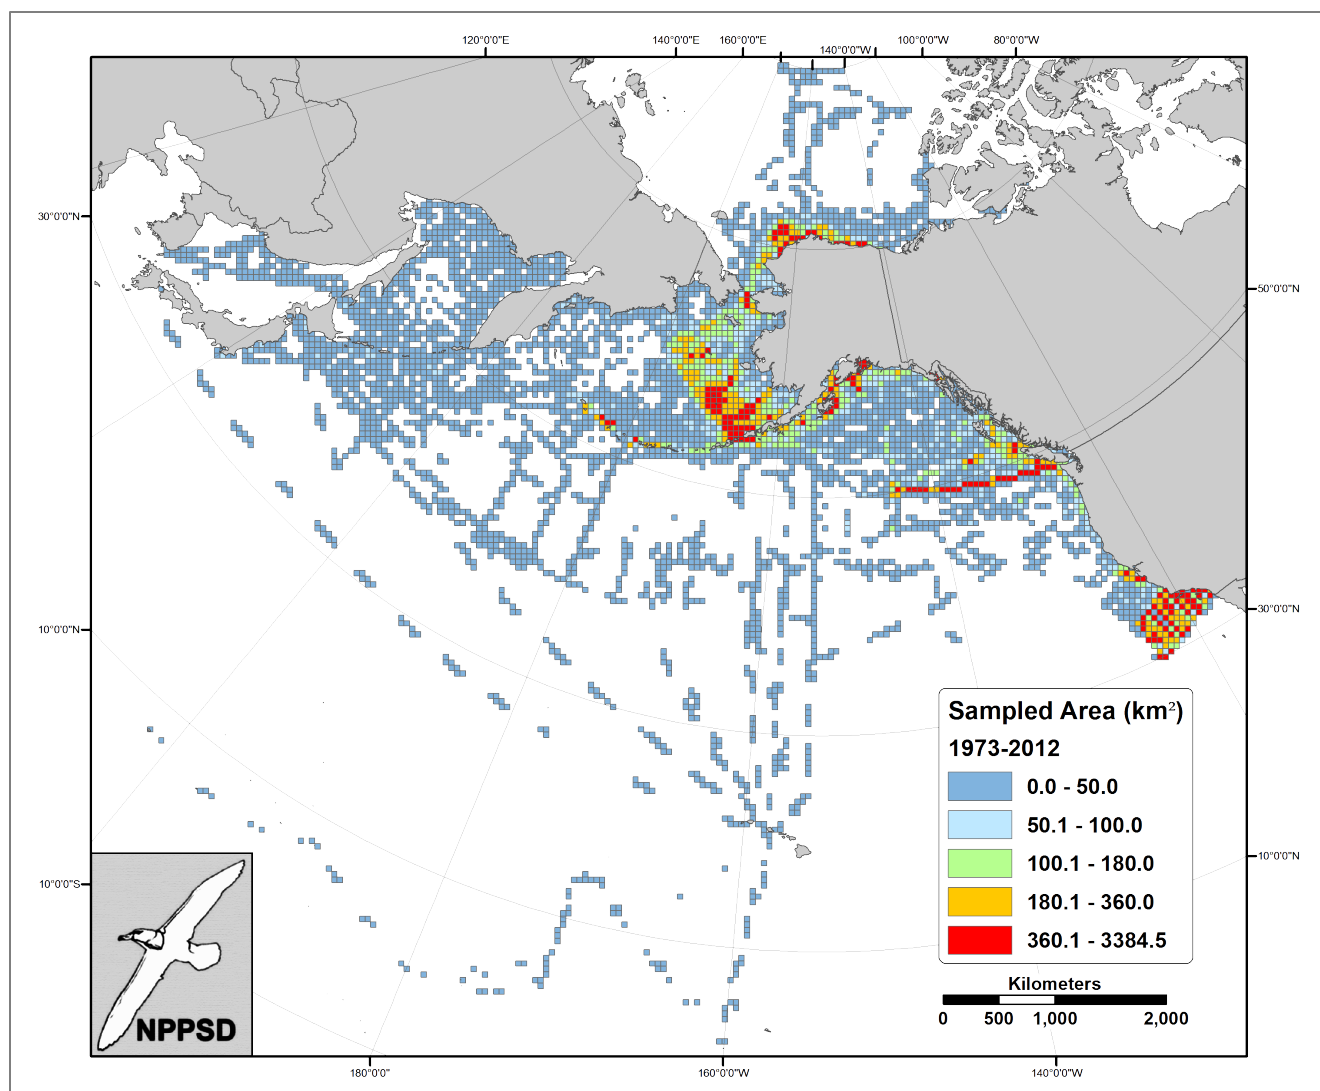 120°0'0"E
140°0'0"E
160°0'0"E
140°0'0"W
100°0'0"W
80°0'0"W
30°0'0"N
50°0'0"N
10°0'0"N
30°0'0"N
10°0'0"S
10°0'0"N
Sampled Area (km²)
1973-2012
0.0 - 50.0
50.1 - 100.0
100.1 - 180.0
180.1 - 360.0
360.1 - 3384.5
Kilometers
0 500 1,000 2,000
NPPSD
180°0'0"
160°0'0"W
140°0'0"W